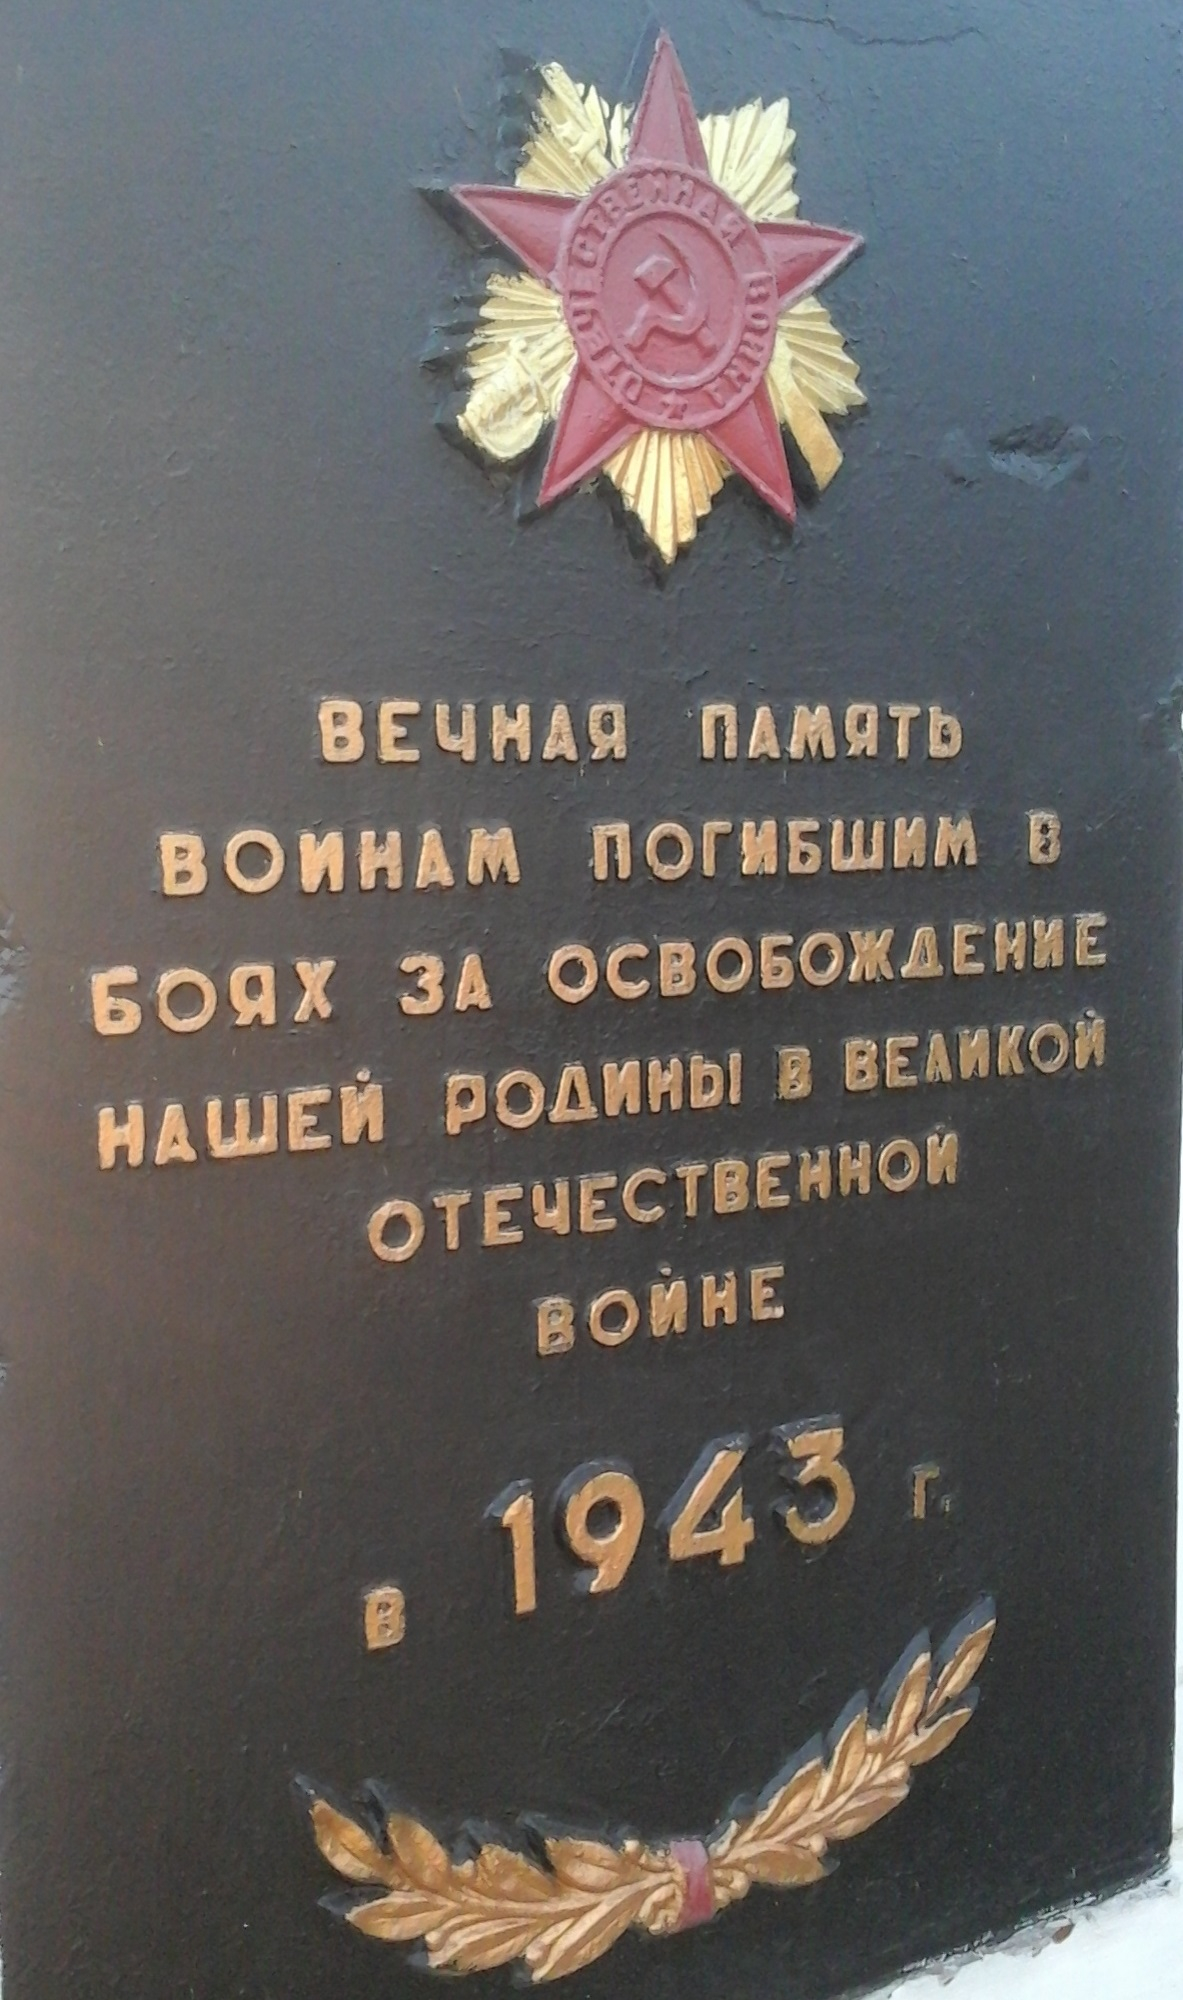 ОТЕЧЕСТВЕННАЯ ВОЙНА
ВЕЧНАЯ ПАМЯТЬ
ВОИНАМ ПОГИБШИМ В
БОЯХ ЗА ОСВОБОЖДЕНИЕ
НАШЕЙ РОДИНЫ В ВЕЛИКОЙ
ОТЕЧЕСТВЕННОЙ
ВОЙНЕ
в 1943 г.